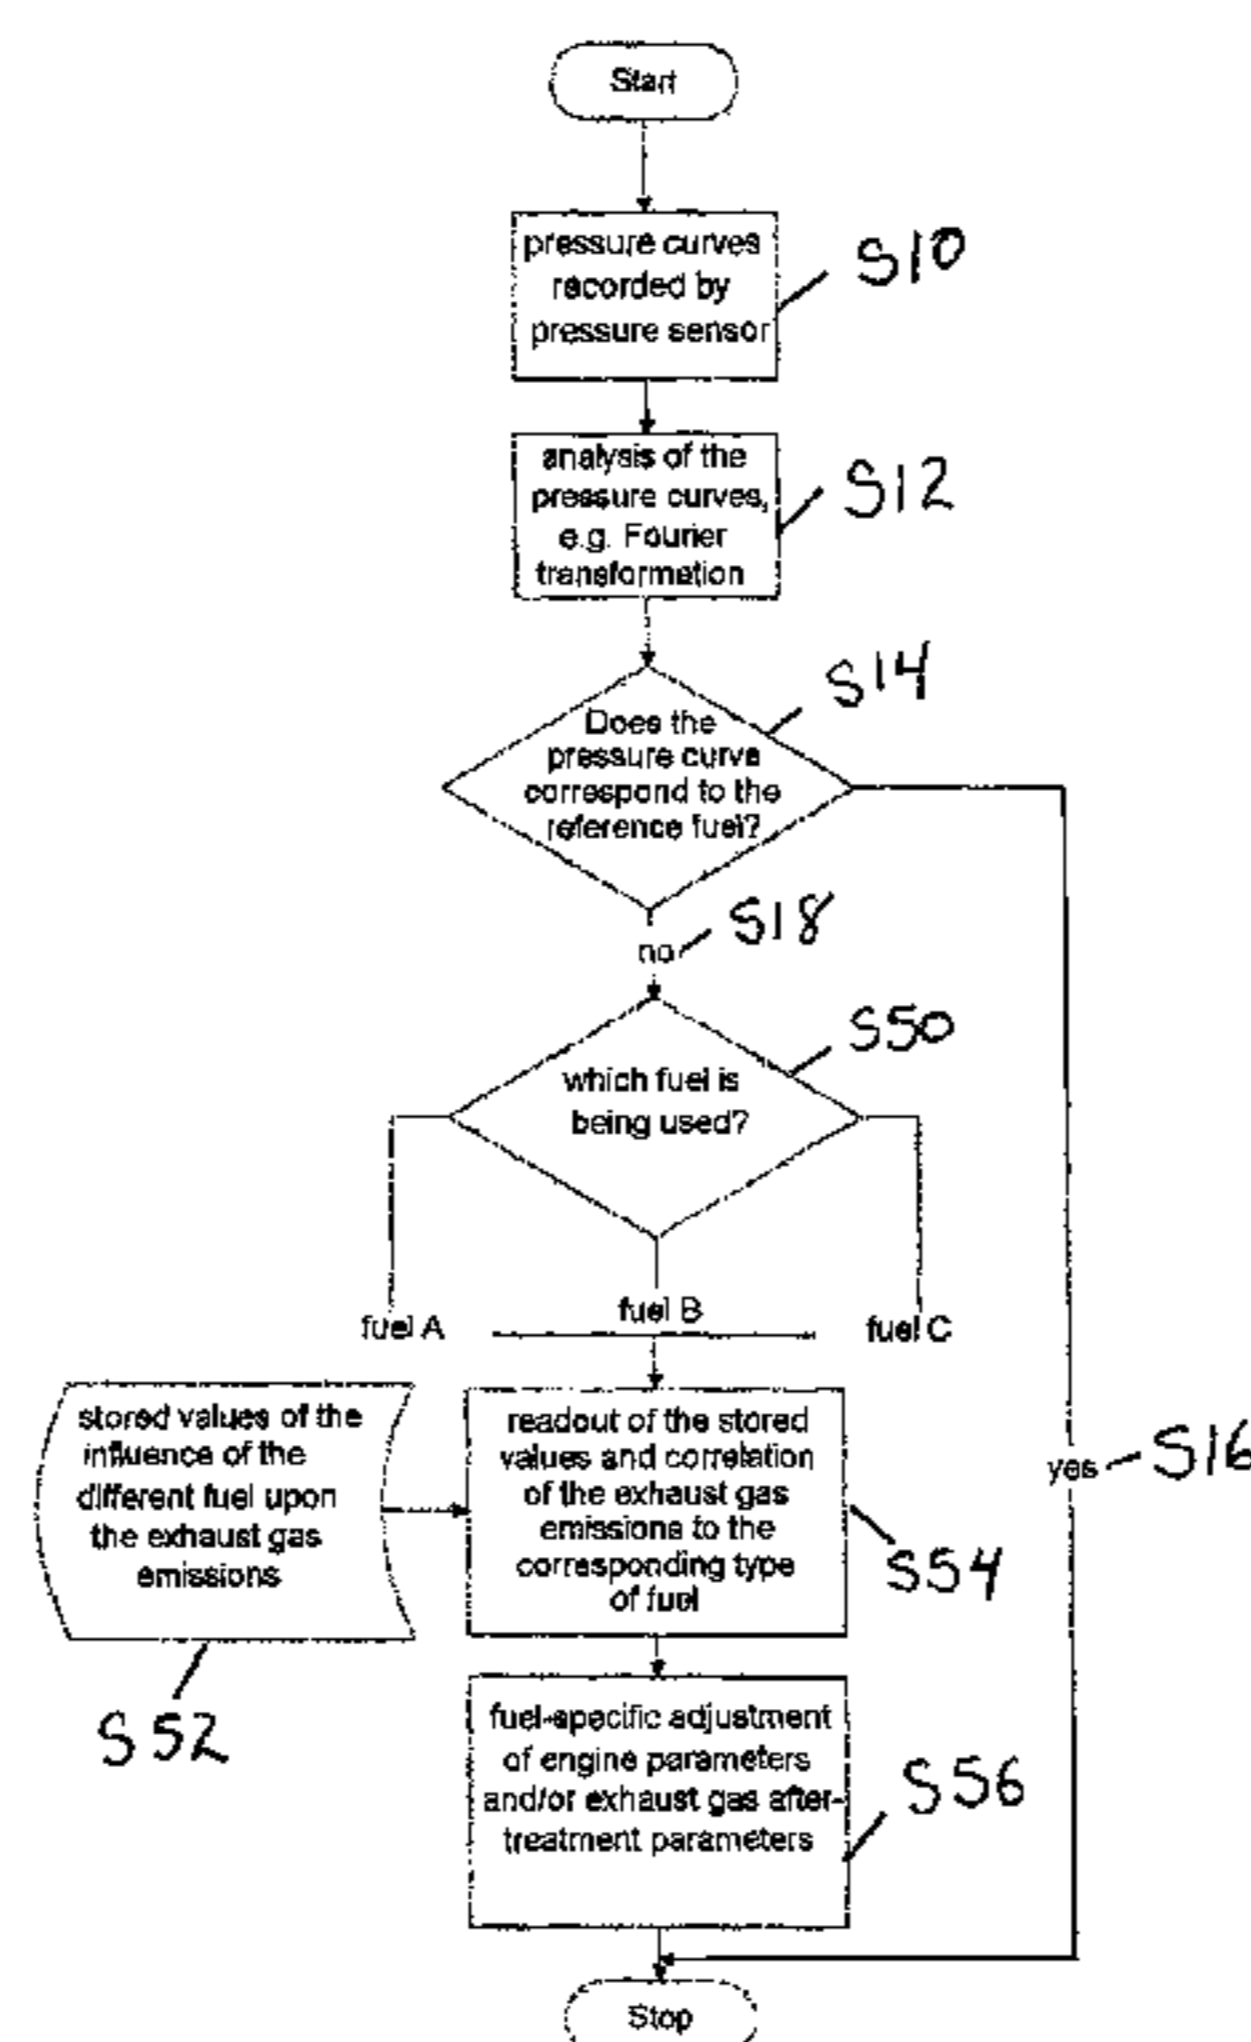 Start
pressure curves
recorded by
pressure sensor
S10
analysis of the
pressure curves,
e.g. Fourier
transformation
S12
Does the
pressure curve
correspond to the
reference fuel?
S14
no
S18
which fuel is
being used?
S50
fuel A
fuel B
fuel C
stored values of the
influence of the
different fuel upon
the exhaust gas
emissions
S52
readout of the stored
values and correlation
of the exhaust gas
emissions to the
corresponding type
of fuel
S54
yes
S16
fuel-specific adjustment
of engine parameters
and/or exhaust gas after-
treatment parameters
S56
Stop